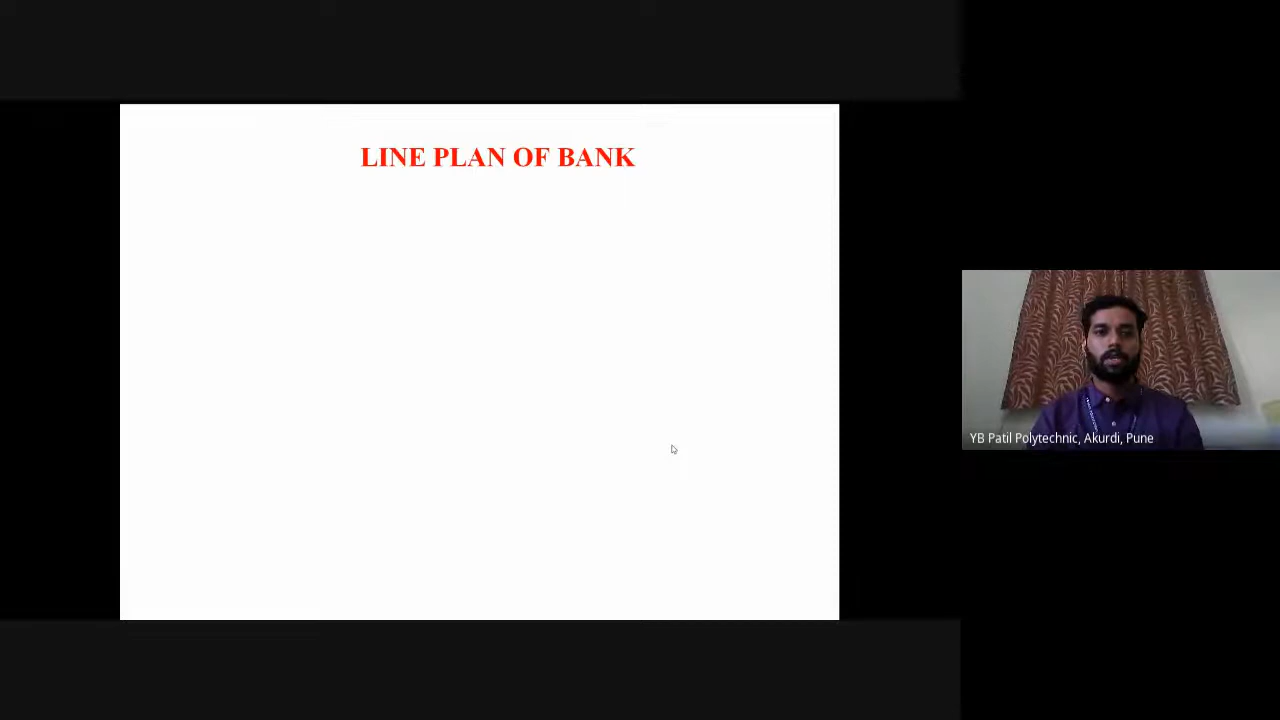 LINE PLAN OF BANK
YB Patil Polytechnic, Akurdi, Pune